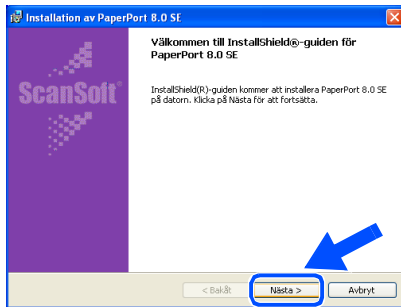 Installation av PaperPort 8.0 SE
Välkommen till InstallShield®-guiden för
PaperPort 8.0 SE
ScanSoft®
InstallShield(R)-guiden kommer att installera PaperPort 8.0 SE
på datorn. Klicka på Nästa för att fortsätta.
< Bakåt Nästa > Avbryt